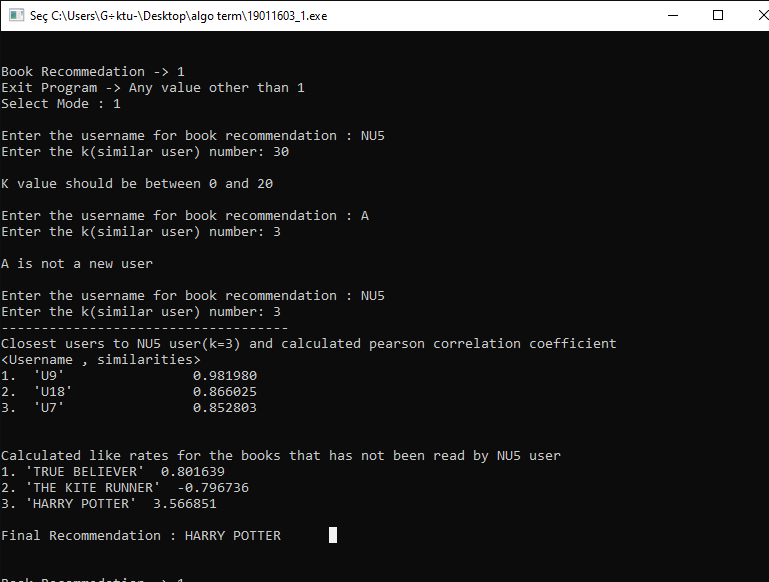 Seç C:\Users\G÷ktu-\Desktop\algo term\19011603_1.exe
Book Recommedation -> 1
Exit Program -> Any value other than 1
Select Mode : 1
Enter the username for book recommendation : NU5
Enter the k(similar user) number: 30
K value should be between 0 and 20
Enter the username for book recommendation : A
Enter the k(similar user) number: 3
A is not a new user
Enter the username for book recommendation : NU5
Enter the k(similar user) number: 3
------------------------------------
Closest users to NU5 user(k=3) and calculated pearson correlation coefficient
<Username , similarities>
1.  'U9'                0.981980
2.  'U18'               0.866025
3.  'U7'                0.852803
Calculated like rates for the books that has not been read by NU5 user
1. 'TRUE BELIEVER'  0.801639
2. 'THE KITE RUNNER'  -0.796736
3. 'HARRY POTTER'  3.566851
Final Recommendation : HARRY POTTER